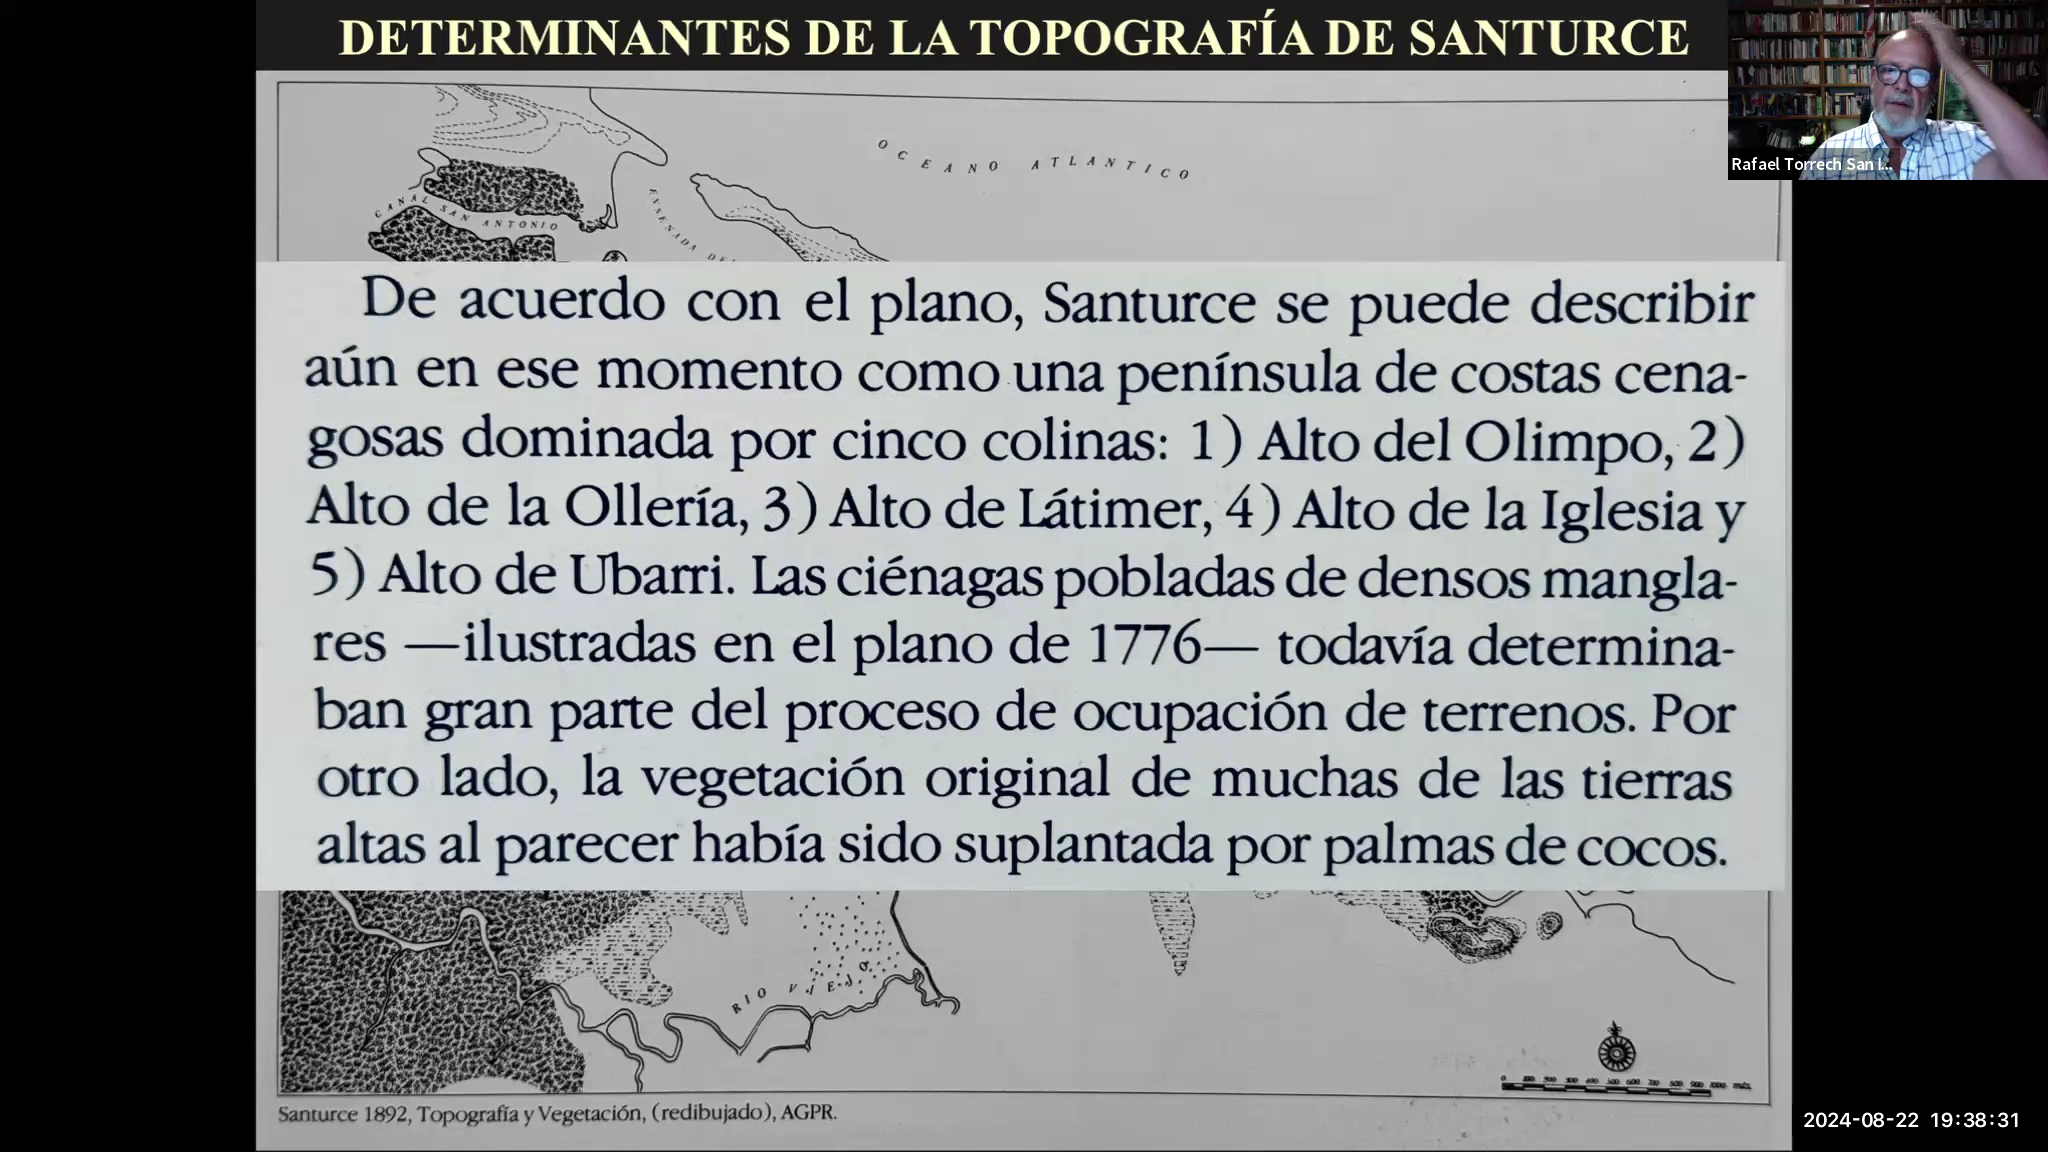 DETERMINANTES DE LA TOPOGRAFÍA DE SANTURCE
Rafael Torrech San
OCEANO ATLANTICO
CANAL SAN ANTONIO
ENSENADA DEL
De acuerdo con el plano, Santurce se puede describir
aún en ese momento como una península de costas cena-
gosas dominada por cinco colinas: 1) Alto del Olimpo, 2)
Alto de la Ollería, 3) Alto de Látimer, 4) Alto de la Iglesia y
5) Alto de Ubarri. Las ciénagas pobladas de densos mangla-
res —ilustradas en el plano de 1776— todavía determina-
ban gran parte del proceso de ocupación de terrenos. Por
otro lado, la vegetación original de muchas de las tierras
altas al parecer había sido suplantada por palmas de cocos.
RIO VIEJO
Santurce 1892, Topografía y Vegetación, (redibujado), AGPR.
2024-08-22 19:38:31